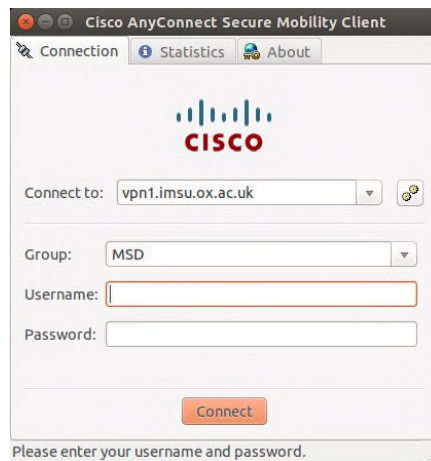 Cisco AnyConnect Secure Mobility Client
Connection Statistics About
CISCO
Connect to: vpn1.imsu.ox.ac.uk
Group: MSD
Username:
Password:
Connect
Please enter your username and password.